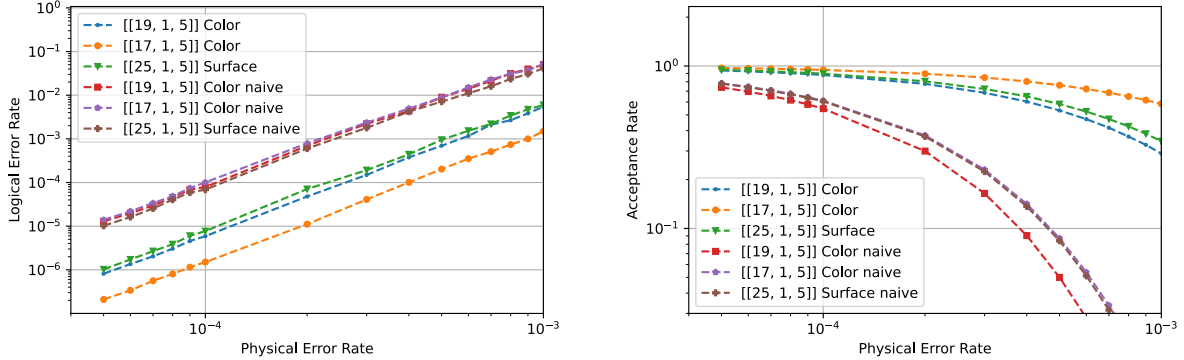 10^0
10^-1
10^-2
10^-3
10^-4
10^-5
10^-6
Logical Error Rate
[[19, 1, 5]] Color
[[17, 1, 5]] Color
[[25, 1, 5]] Surface
[[19, 1, 5]] Color naive
[[17, 1, 5]] Color naive
[[25, 1, 5]] Surface naive
10^-4
10^-3
Physical Error Rate
10^0
10^-1
Acceptance Rate
[[19, 1, 5]] Color
[[17, 1, 5]] Color
[[25, 1, 5]] Surface
[[19, 1, 5]] Color naive
[[17, 1, 5]] Color naive
[[25, 1, 5]] Surface naive
10^-4
10^-3
Physical Error Rate